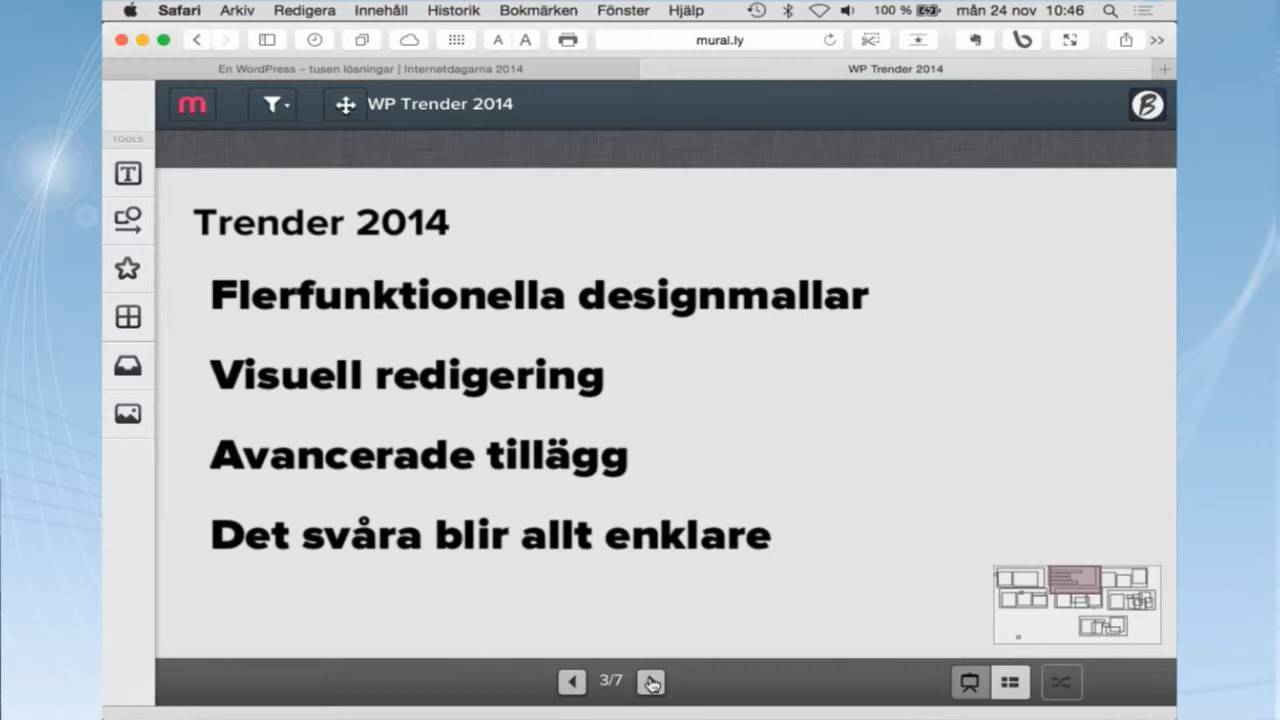 Safari Arkiv Redigera Innehåll Historik Bokmärken Fönster Hjälp 100 % mån 24 nov 10:46
A A mural.ly
En WordPress – tusen lösningar | Internetdagarna 2014 WP Trender 2014
m WP Trender 2014 B
TOOLS
T
Trender 2014
Flerfunktionella designmallar
Visuell redigering
Avancerade tillägg
Det svåra blir allt enklare
3/7